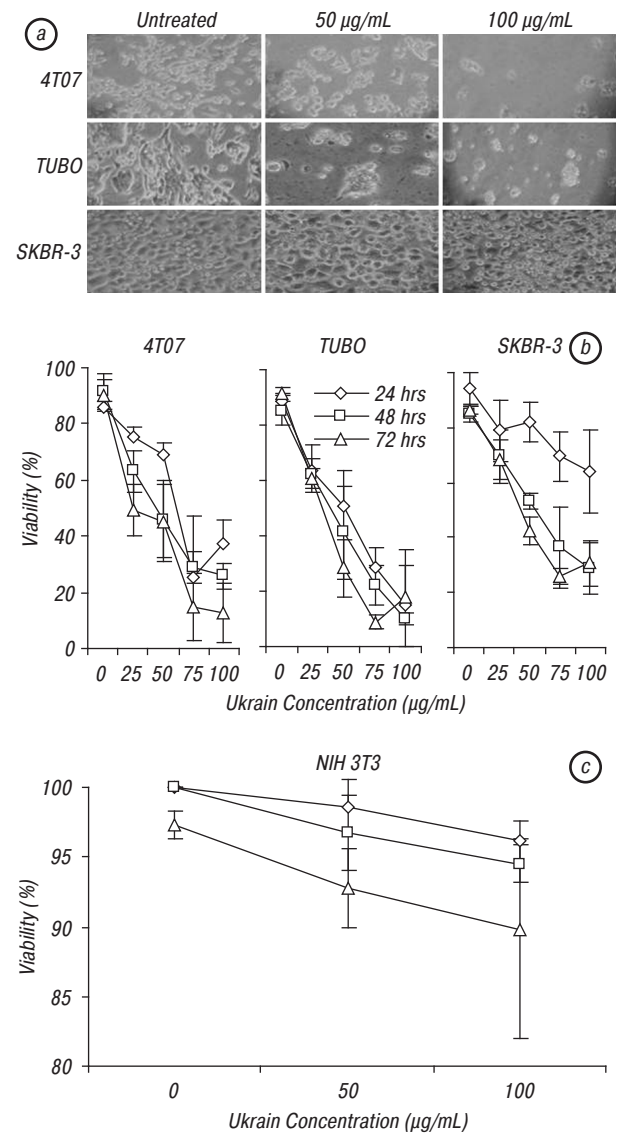 a
Untreated 50 µg/mL 100 µg/mL
4T07
TUBO
SKBR-3
4T07 TUBO SKBR-3 b
100
80
60
40
20
0
Viability (%)
24 hrs
48 hrs
72 hrs
0 25 50 75 100 0 25 50 75 100 0 25 50 75 100
Ukrain Concentration (µg/mL)
NIH 3T3 c
100
95
90
85
80
Viability (%)
0 50 100
Ukrain Concentration (µg/mL)